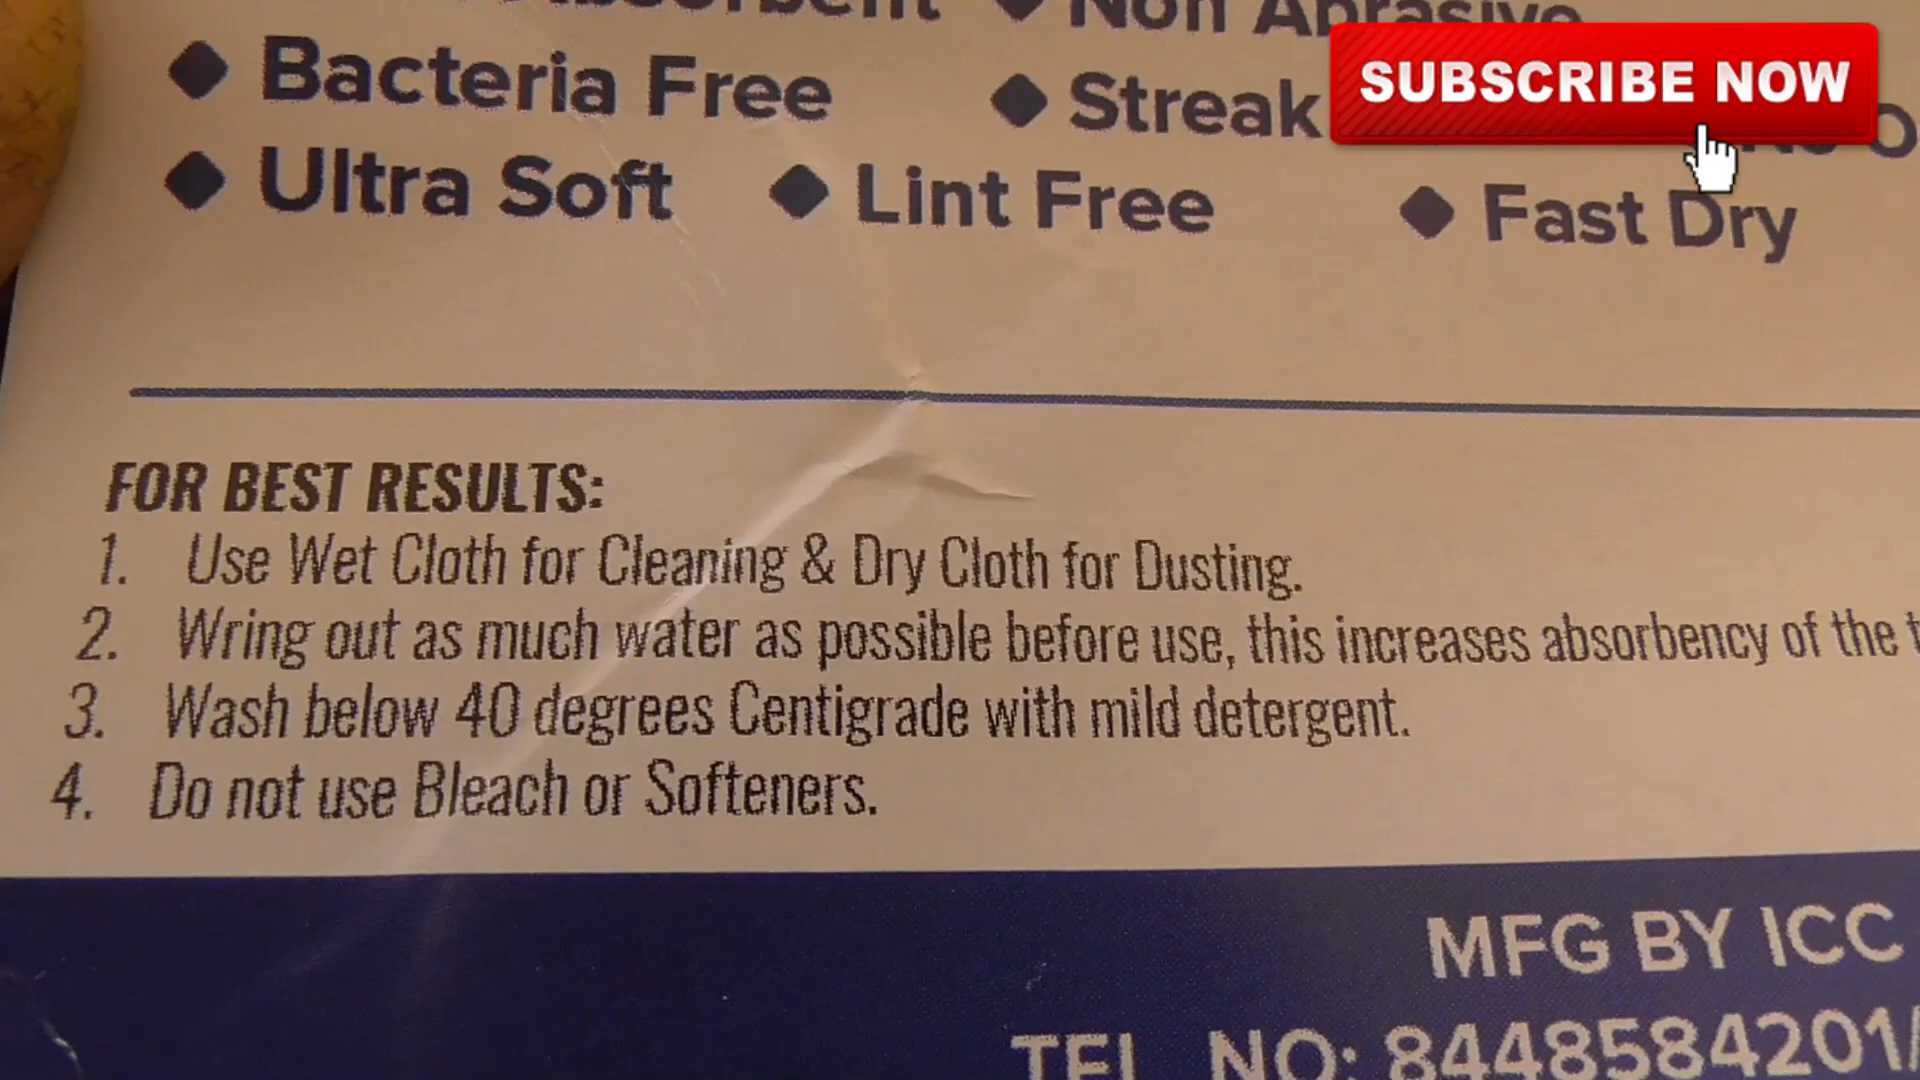 Non Abrasive
SUBSCRIBE NOW
◆ Bacteria Free ◆ Streak
◆ Ultra Soft ◆ Lint Free ◆ Fast Dry
FOR BEST RESULTS:
1. Use Wet Cloth for Cleaning & Dry Cloth for Dusting.
2. Wring out as much water as possible before use, this increases absorbency of the
3. Wash below 40 degrees Centigrade with mild detergent.
4. Do not use Bleach or Softeners.
MFG BY ICC
TEL NO: 8448584201/